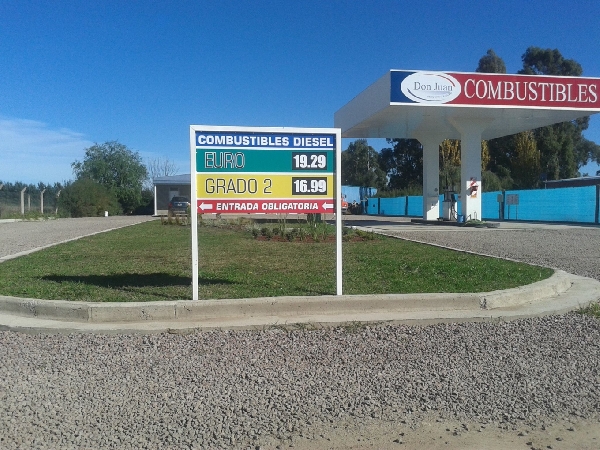 Don Juan
COMBUSTIBLES
COMBUSTIBLES DIESEL
EURO 19.29
GRADO 2 16.99
ENTRADA OBLIGATORIA